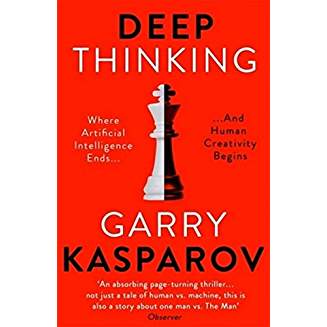 DEEP
THINKING
Where
Artificial
Intelligence
Ends...
...And
Human
Creativity
Begins
GARRY
KASPAROV
‘An absorbing page-turning thriller...
not just a tale of human vs. machine, this is
also a story about one man vs. The Man’
Observer